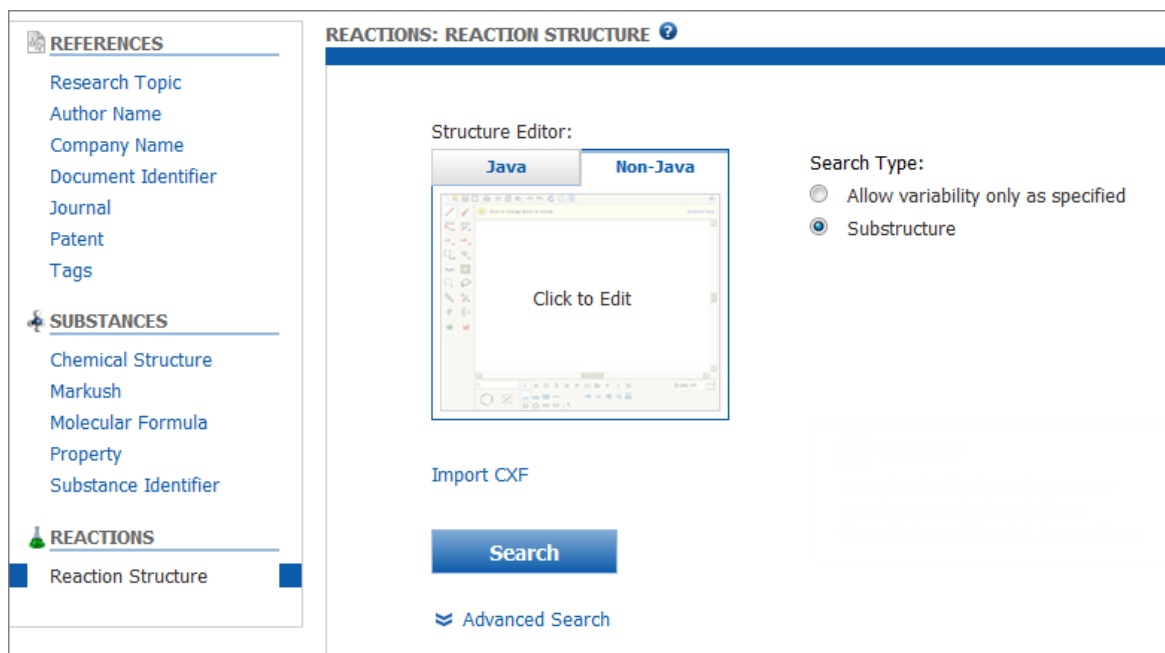 REFERENCES
Research Topic
Author Name
Company Name
Document Identifier
Journal
Patent
Tags
SUBSTANCES
Chemical Structure
Markush
Molecular Formula
Property
Substance Identifier
REACTIONS
Reaction Structure
REACTIONS: REACTION STRUCTURE ?
Structure Editor:
Java Non-Java
Click to Edit
Import CXF
Search
Advanced Search
Search Type:
Allow variability only as specified
Substructure